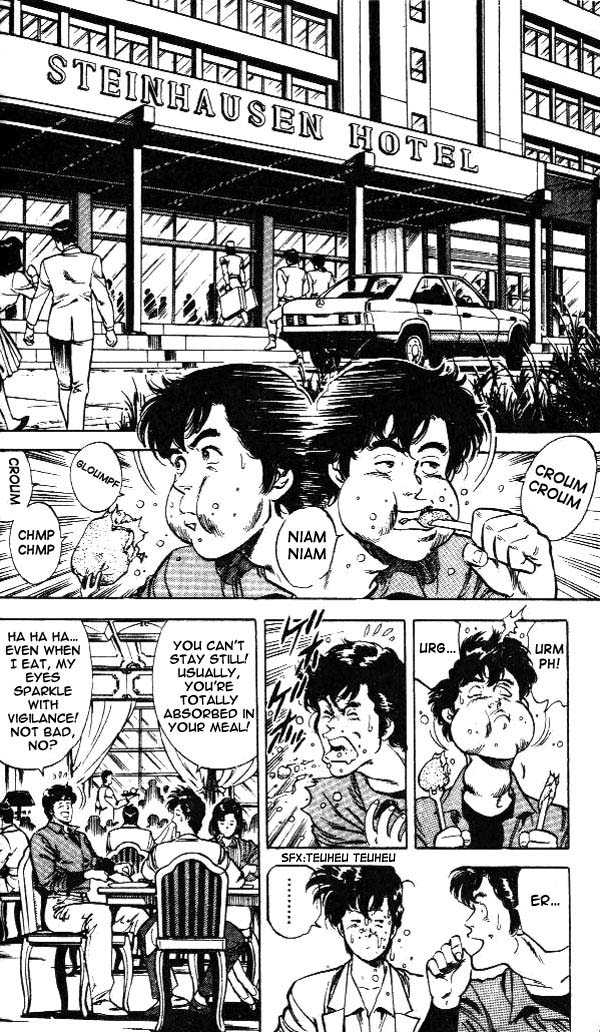 STEINHAUSEN HOTEL
CROUM
GLOUMPF
CHMP
CHMP
NIAM
NIAM
CROUM
CROUM
HA HA HA...
EVEN WHEN
I EAT, MY
EYES
SPARKLE
WITH
VIGILANCE!
NOT BAD,
NO?
YOU CAN'T
STAY STILL!
USUALLY,
YOU'RE
TOTALLY
ABSORBED IN
YOUR MEAL!
URG...
URM
PH!
SFX:TEUHEU TEUHEU
........
ER...